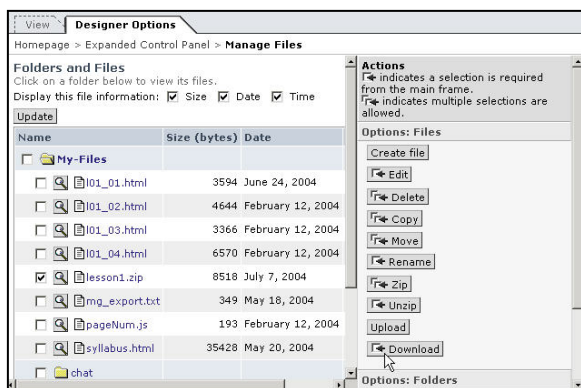 View
Designer Options
Homepage > Expanded Control Panel > Manage Files
Folders and Files
Click on a folder below to view its files.
Display this file information: Size Date Time
Update
Name Size (bytes) Date
My-Files
l01_01.html 3594 June 24, 2004
l01_02.html 4644 February 12, 2004
l01_03.html 3366 February 12, 2004
l01_04.html 6570 February 12, 2004
lesson1.zip 8518 July 7, 2004
mg_export.txt 349 May 18, 2004
pageNum.js 193 February 12, 2004
syllabus.html 35428 May 20, 2004
chat
Actions
indicates a selection is required
from the main frame.
indicates multiple selections are
allowed.
Options: Files
Create file
Edit
Delete
Copy
Move
Rename
Zip
Unzip
Upload
Download
Options: Folders